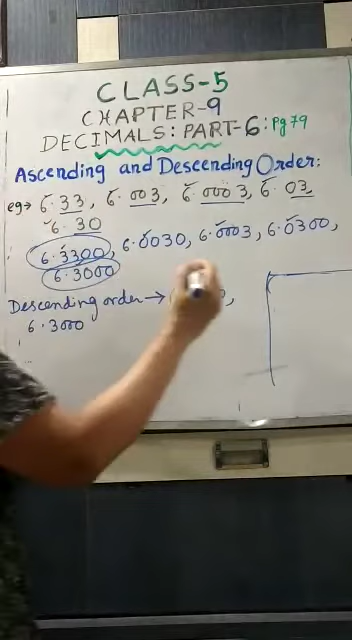 CLASS-5
CHAPTER-9
DECIMALS: PART-6: Pg 79
Ascending and Descending Order:
eg→ 6.33, 6.003, 6.0003, 6.03
6.30
6.3300, 6.0030, 6.0003, 6.0300,
6.3000
Descending order →
6.3000